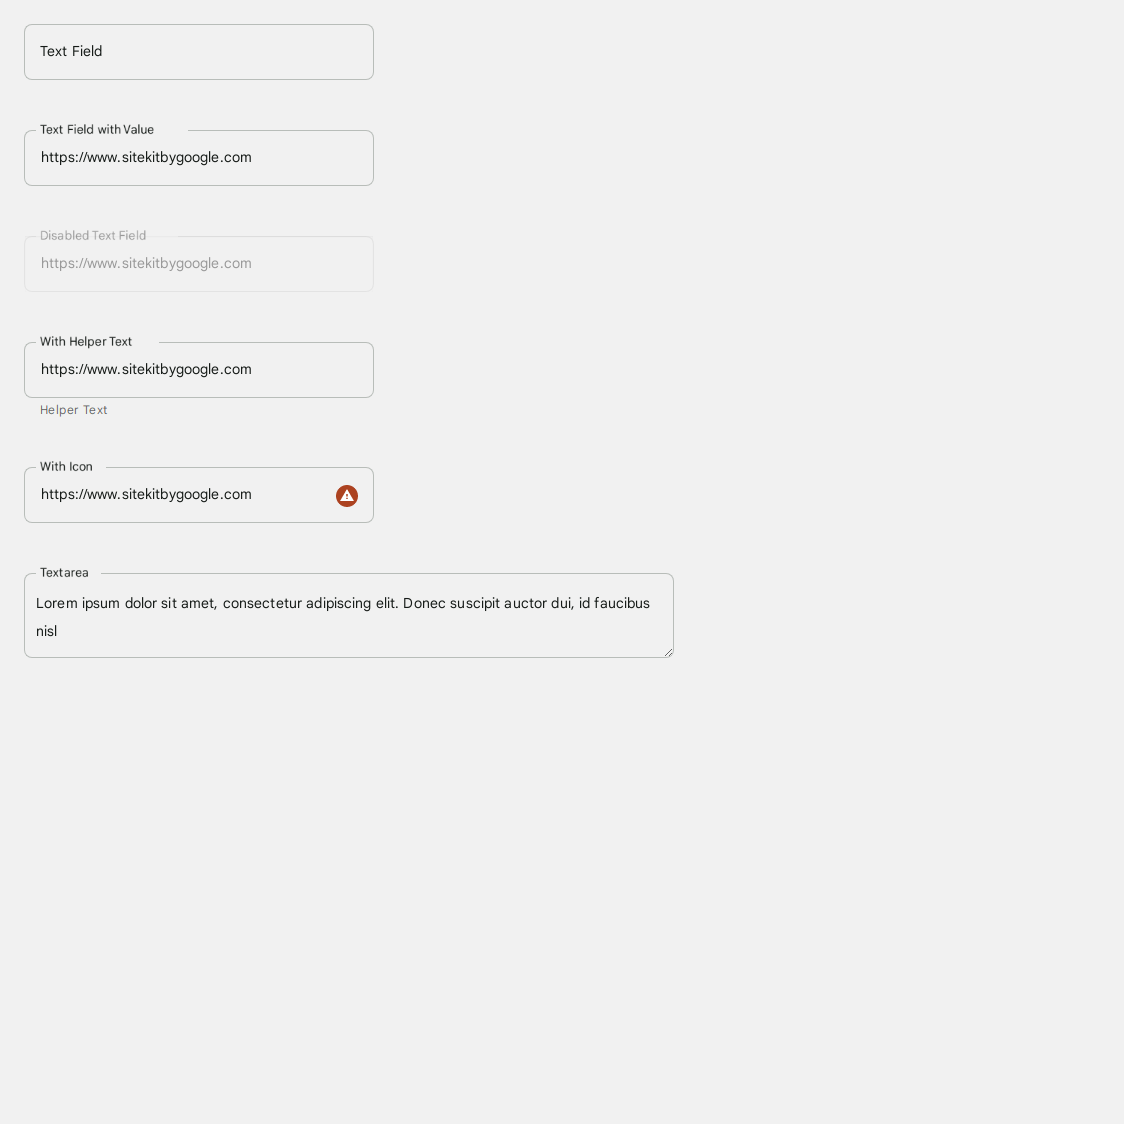 Text Field
Text Field with Value
https://www.sitekitbygoogle.com
Disabled Text Field
https://www.sitekitbygoogle.com
With Helper Text
https://www.sitekitbygoogle.com
Helper Text
With Icon
https://www.sitekitbygoogle.com
Textarea
Lorem ipsum dolor sit amet, consectetur adipiscing elit. Donec suscipit auctor dui, id faucibus
nisl